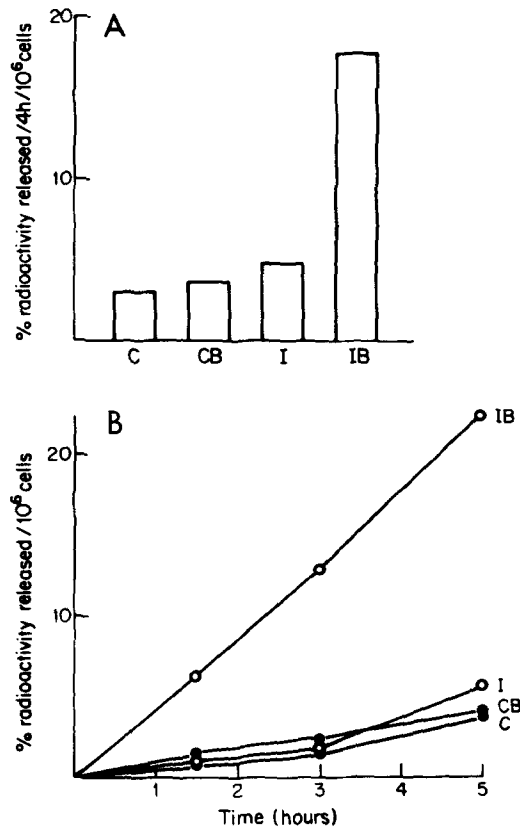 A
% radioactivity released/4h/10⁶cells
20
10
C CB I IB
B
% radioactivity released/10⁶cells
20
10
IB
I
CB
C
1 2 3 4 5
Time (hours)